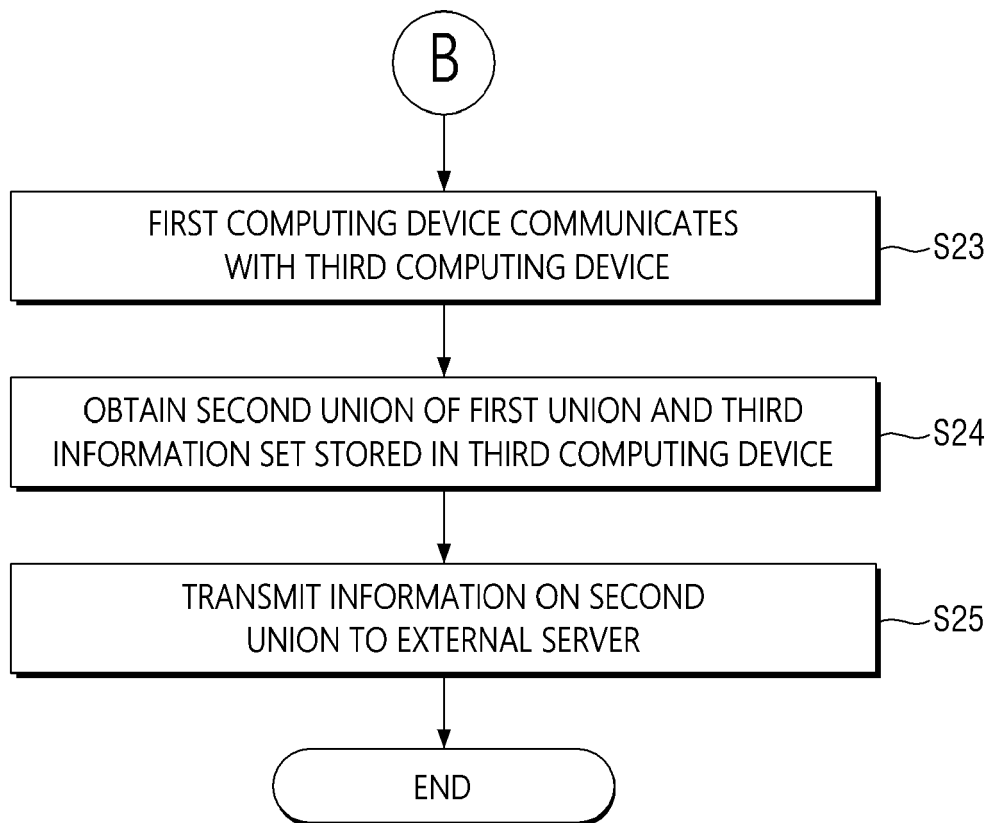 B
FIRST COMPUTING DEVICE COMMUNICATES
WITH THIRD COMPUTING DEVICE
S23
OBTAIN SECOND UNION OF FIRST UNION AND THIRD
INFORMATION SET STORED IN THIRD COMPUTING DEVICE
S24
TRANSMIT INFORMATION ON SECOND
UNION TO EXTERNAL SERVER
S25
END